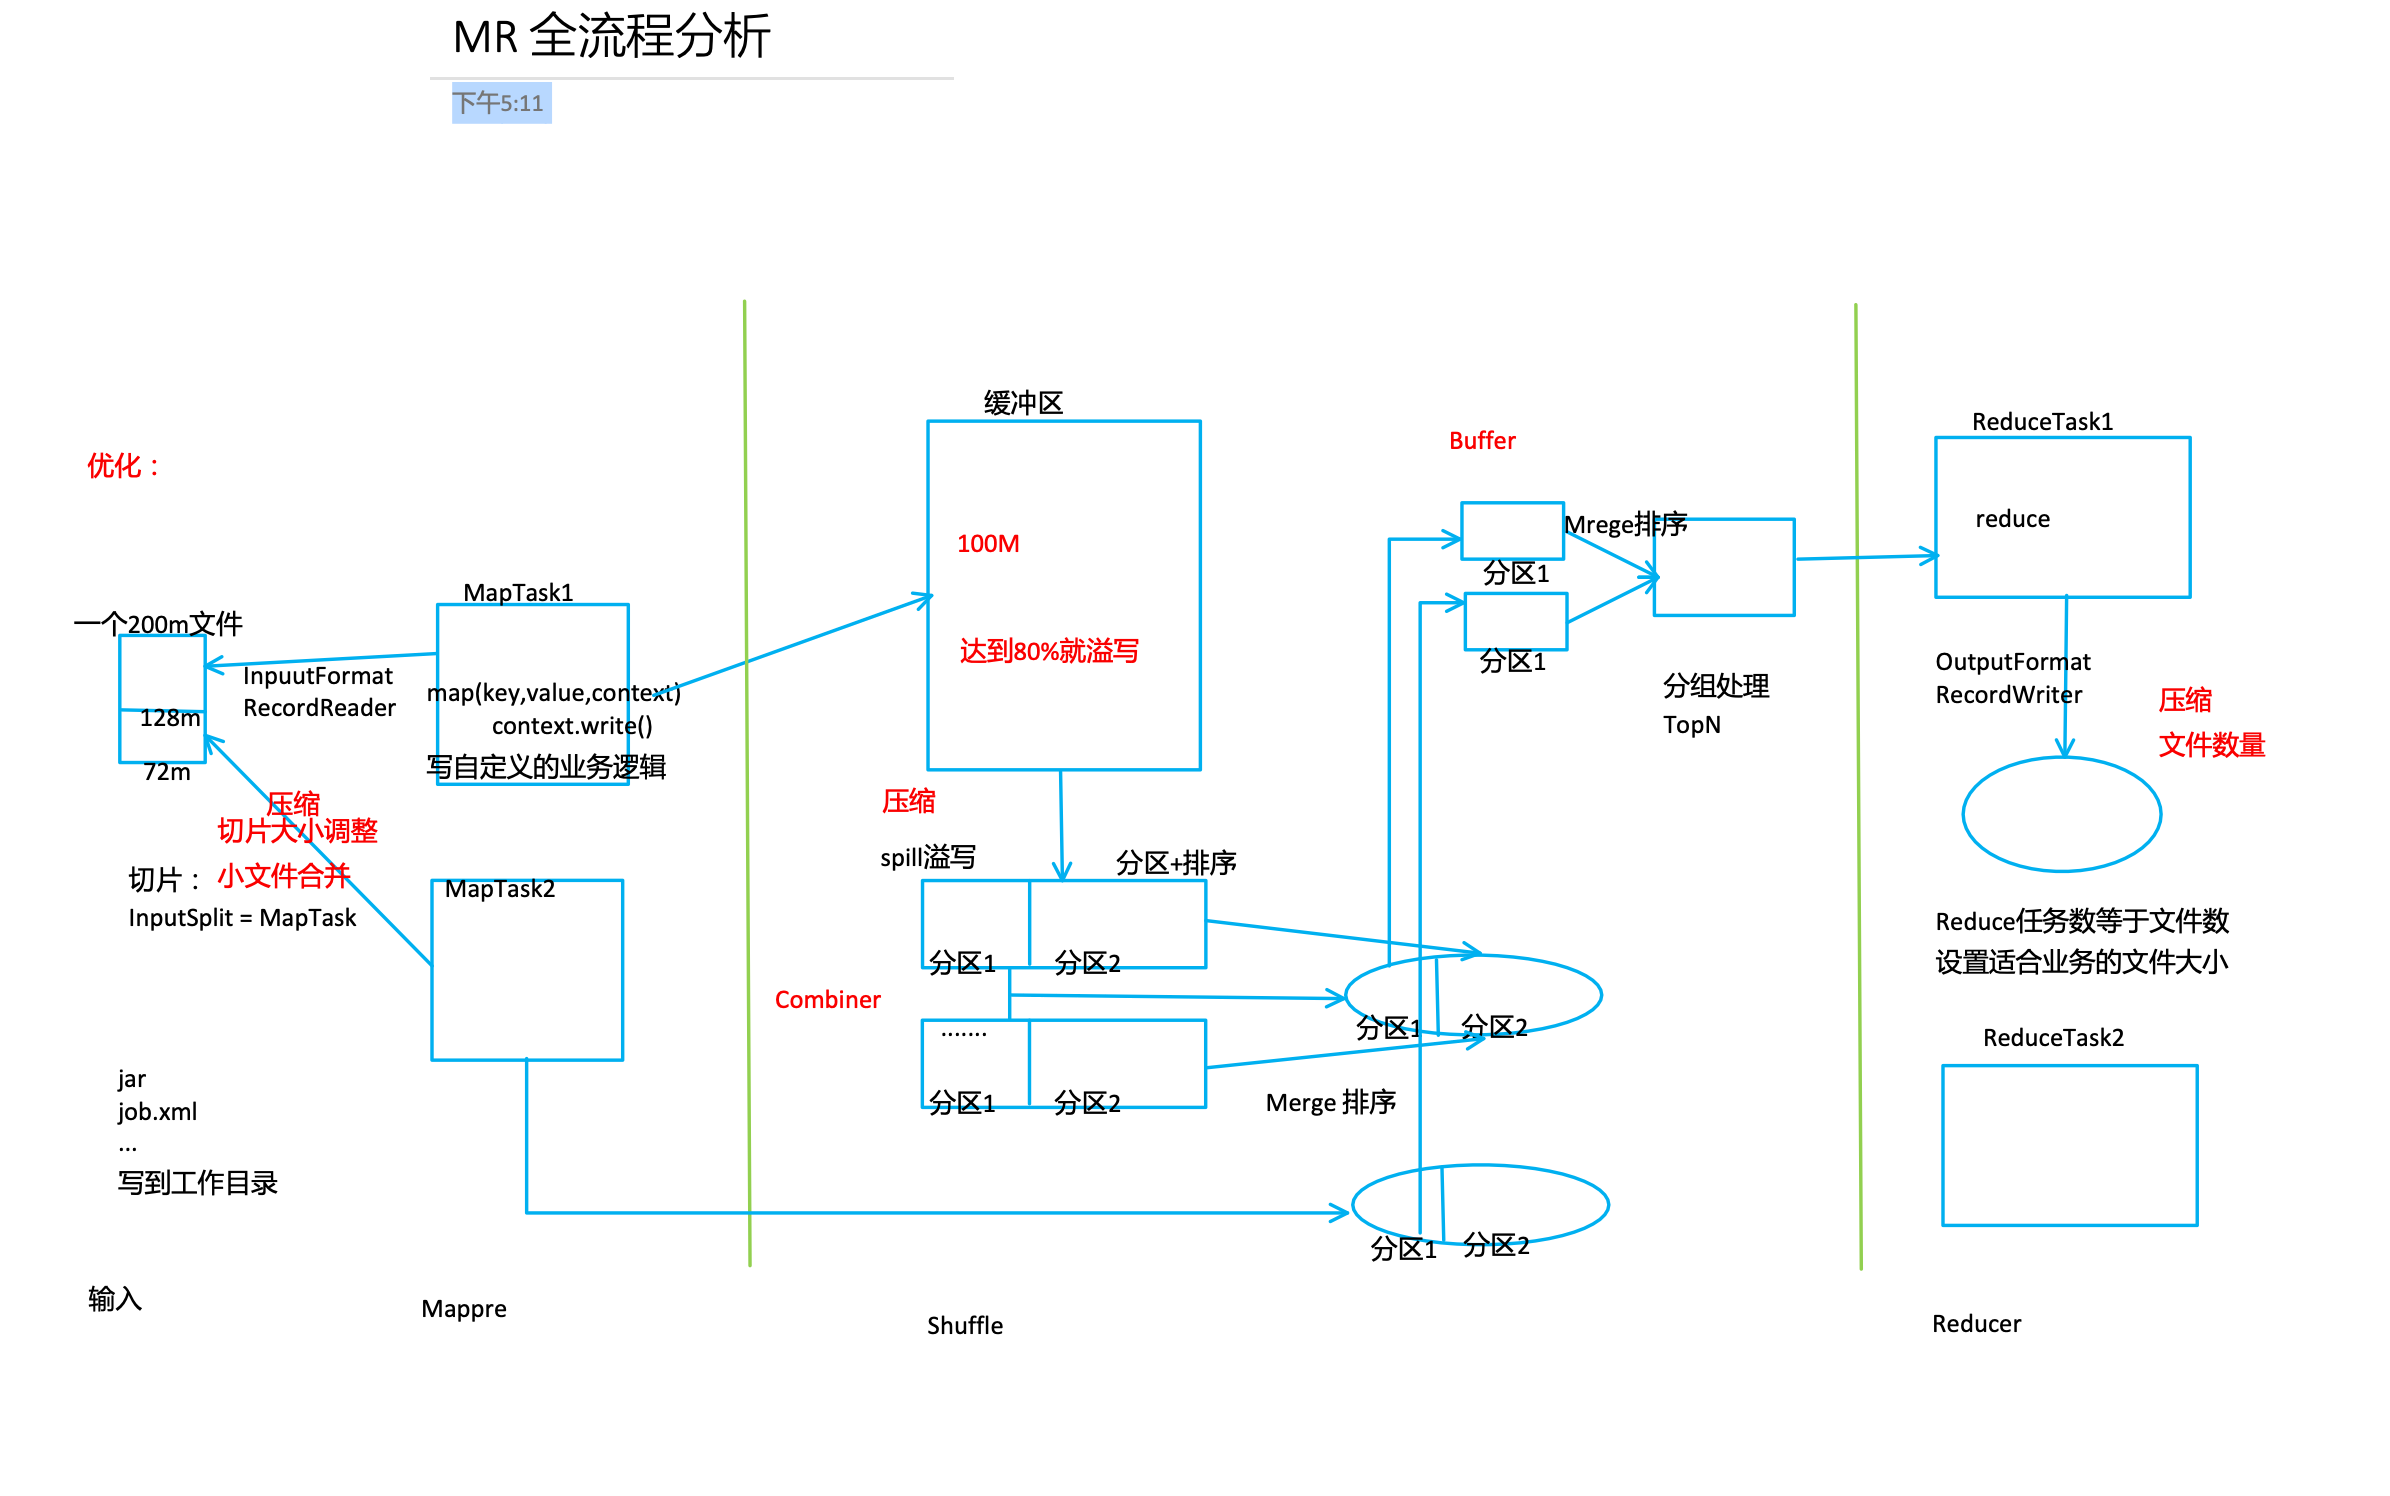 MR 全流程分析
下午5:11
优化：
一个200m文件
128m
72m
InpuutFormat
RecordReader
MapTask1
map(key,value,context)
context.write()
写自定义的业务逻辑
压缩
切片大小调整
小文件合并
切片：
InputSplit = MapTask
MapTask2
jar
job.xml
...
写到工作目录
输入
Mappre
缓冲区
100M
达到80%就溢写
压缩
spill溢写
分区+排序
分区1
分区2
Combiner
.......
分区1
分区2
Merge 排序
分区1
分区2
分区1
分区2
Shuffle
Buffer
Mrege排序
分区1
分区1
分组处理
TopN
ReduceTask1
reduce
OutputFormat
RecordWriter
压缩
文件数量
Reduce任务数等于文件数
设置适合业务的文件大小
ReduceTask2
Reducer